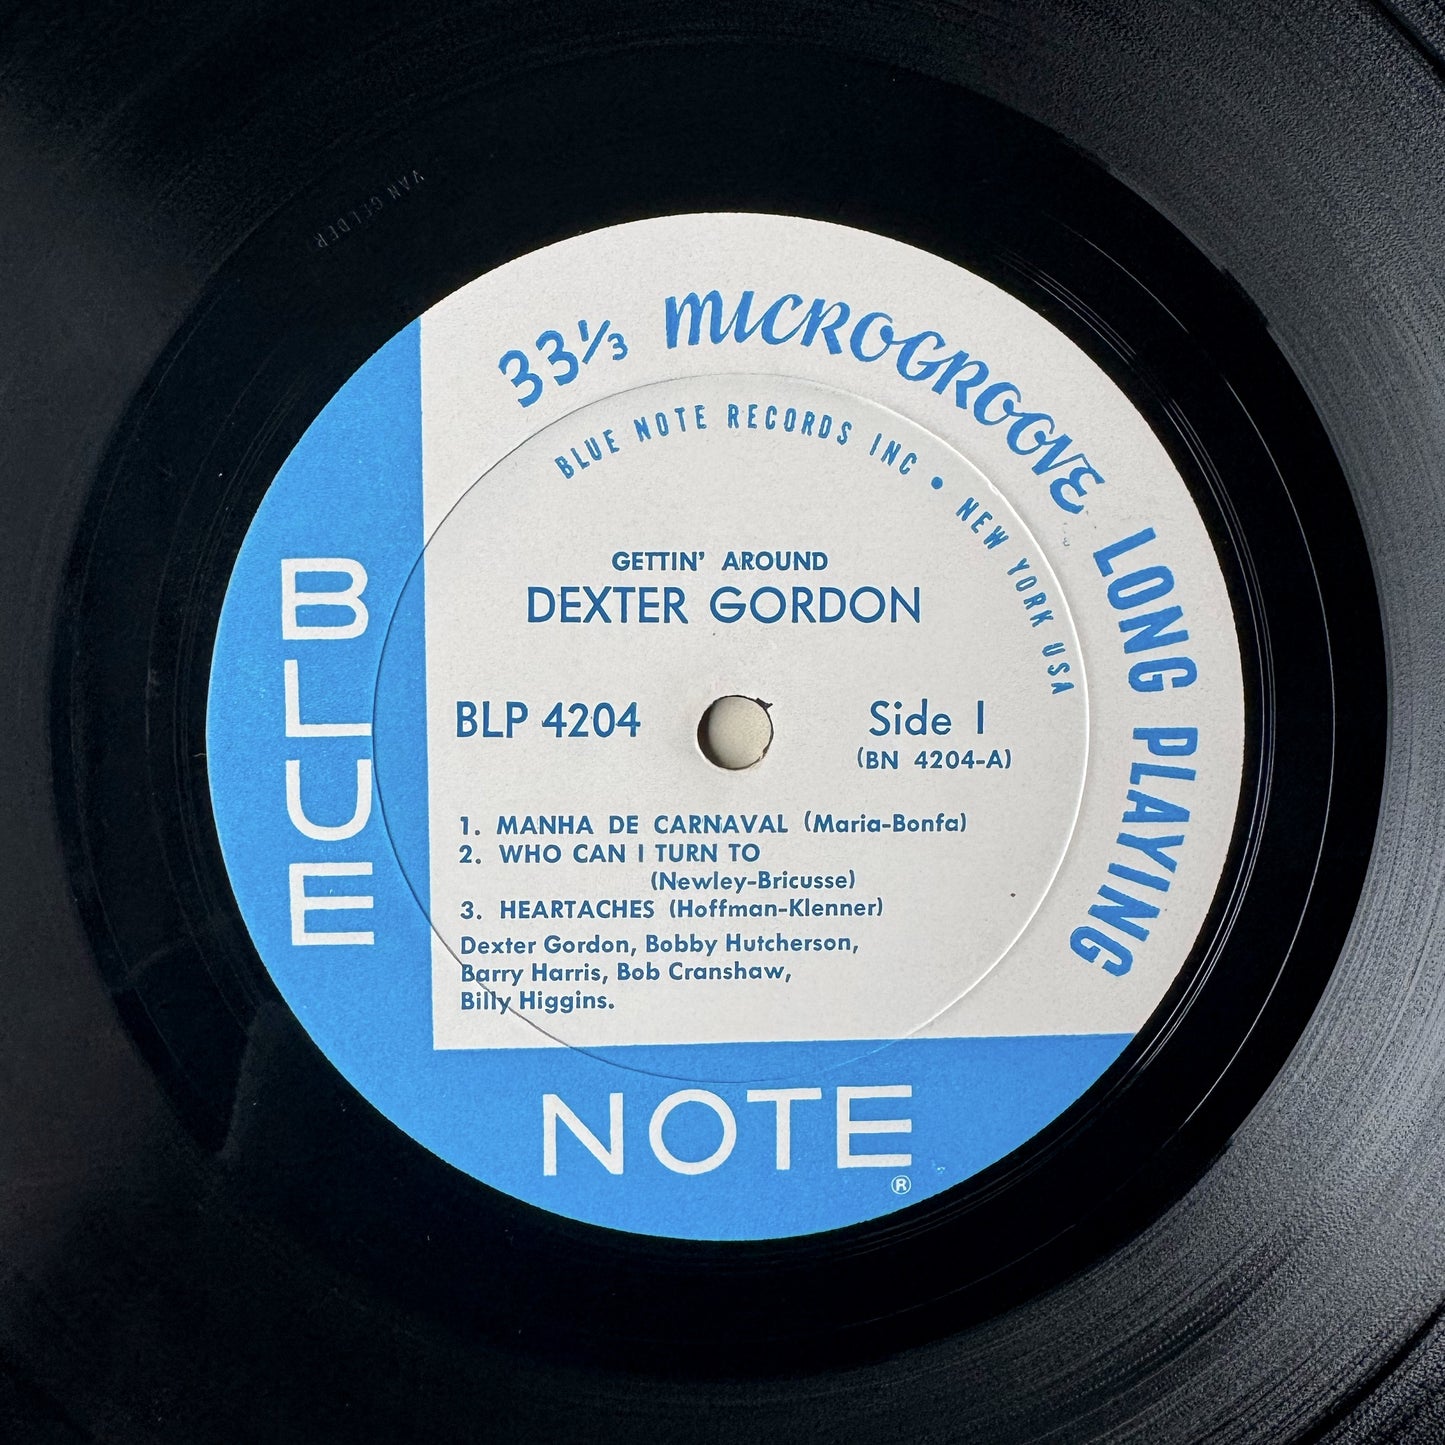 VAN GELDER
33⅓ MICROGROOVE LONG PLAYING
BLUE NOTE RECORDS INC • NEW YORK USA
GETTIN' AROUND
DEXTER GORDON
BLP 4204
Side 1
(BN 4204-A)
1. MANHA DE CARNAVAL (Maria-Bonfa)
2. WHO CAN I TURN TO
(Newley-Bricusse)
3. HEARTACHES (Hoffman-Klenner)
Dexter Gordon, Bobby Hutcherson,
Barry Harris, Bob Cranshaw,
Billy Higgins.
BLUE
NOTE
®